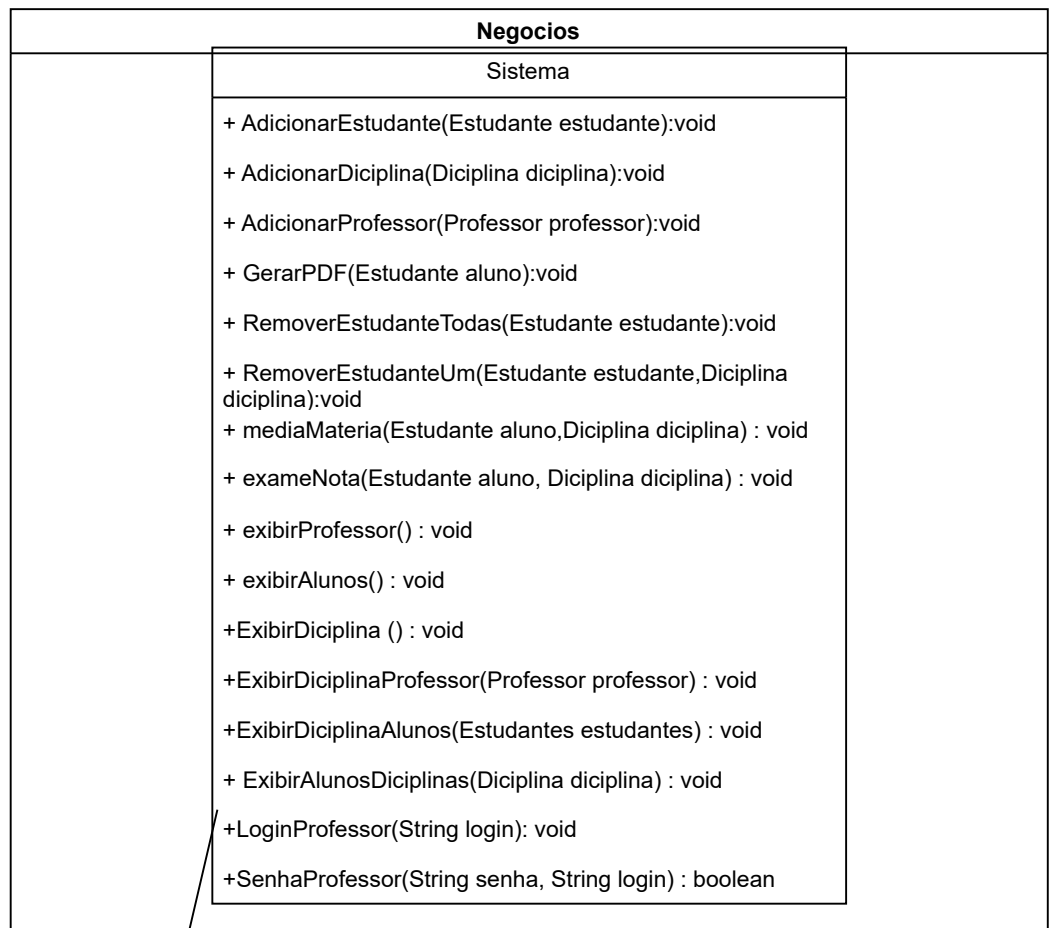 Negocios
Sistema
+ AdicionarEstudante(Estudante estudante):void
+ AdicionarDiciplina(Diciplina diciplina):void
+ AdicionarProfessor(Professor professor):void
+ GerarPDF(Estudante aluno):void
+ RemoverEstudanteTodas(Estudante estudante):void
+ RemoverEstudanteUm(Estudante estudante,Diciplina
diciplina):void
+ mediaMateria(Estudante aluno,Diciplina diciplina) : void
+ exameNota(Estudante aluno, Diciplina diciplina) : void
+ exibirProfessor() : void
+ exibirAlunos() : void
+ExibirDiciplina () : void
+ExibirDiciplinaProfessor(Professor professor) : void
+ExibirDiciplinaAlunos(Estudantes estudantes) : void
+ ExibirAlunosDiciplinas(Diciplina diciplina) : void
+LoginProfessor(String login): void
+SenhaProfessor(String senha, String login) : boolean